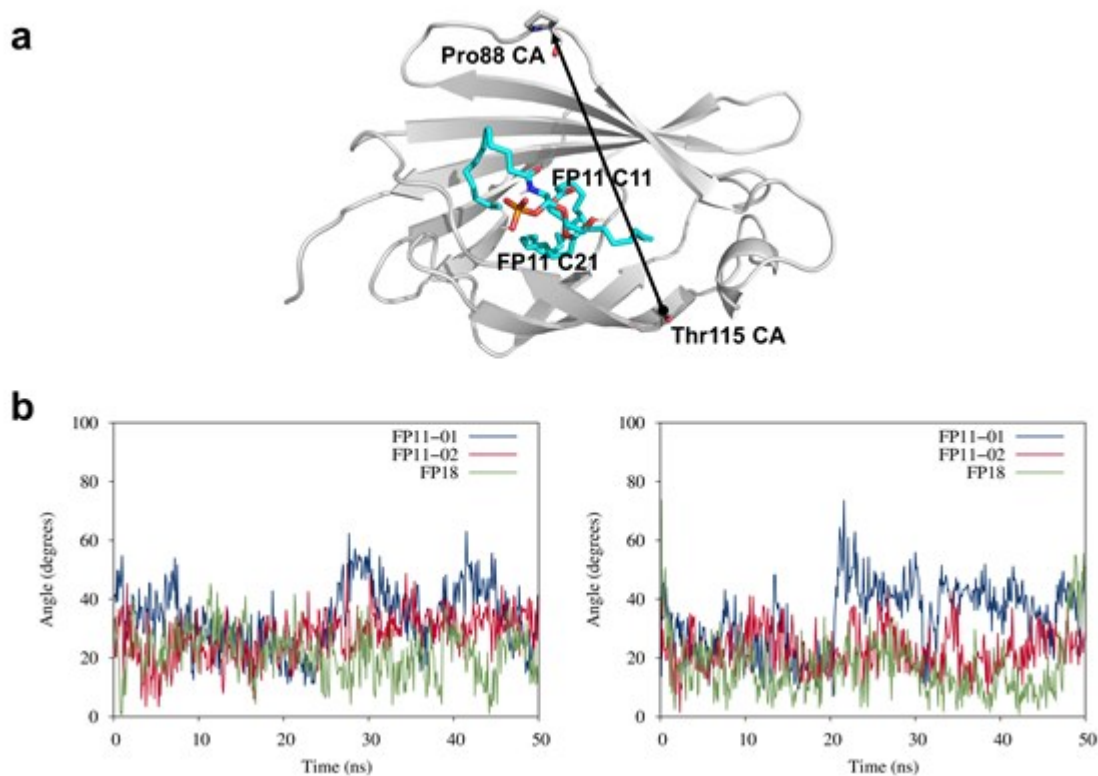 a
Pro88 CA
FP11 C11
FP11 C21
Thr115 CA
b
100
80
60
40
20
0
Angle (degrees)
FP11-01
FP11-02
FP18
0 10 20 30 40 50
Time (ns)
100
80
60
40
20
0
Angle (degrees)
FP11-01
FP11-02
FP18
0 10 20 30 40 50
Time (ns)